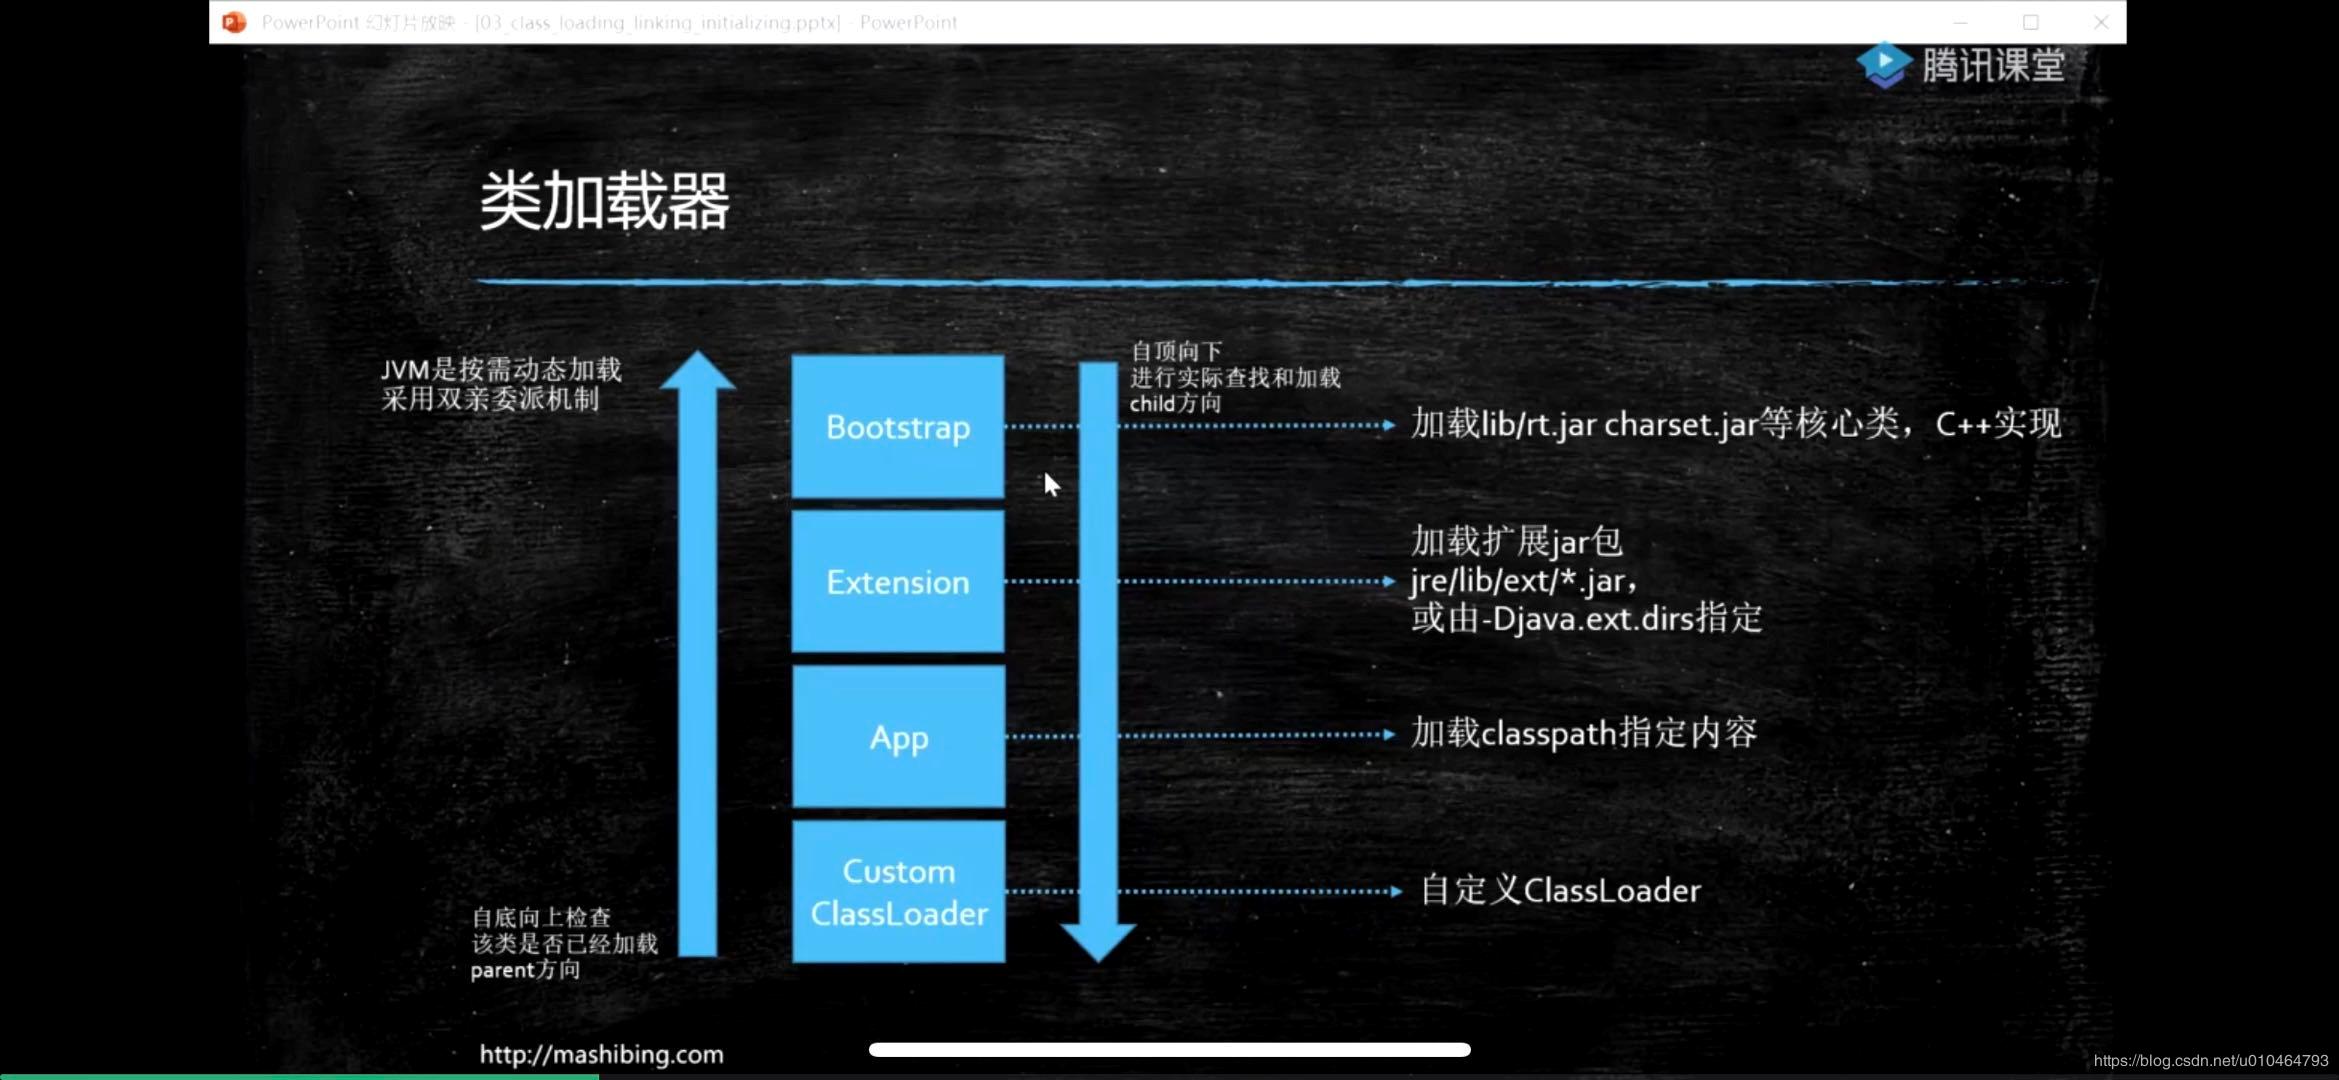 PowerPoint 幻灯片放映 - [03_class_loading_linking_initializing.pptx] - PowerPoint
腾讯课堂
类加载器
JVM是按需动态加载
采用双亲委派机制
自顶向下
进行实际查找和加载
child方向
Bootstrap
加载lib/rt.jar charset.jar等核心类，C++实现
Extension
加载扩展jar包
jre/lib/ext/*.jar，
或由-Djava.ext.dirs指定
App
加载classpath指定内容
Custom
ClassLoader
自定义ClassLoader
自底向上检查
该类是否已经加载
parent方向
http://mashibing.com
https://blog.csdn.net/u010464793